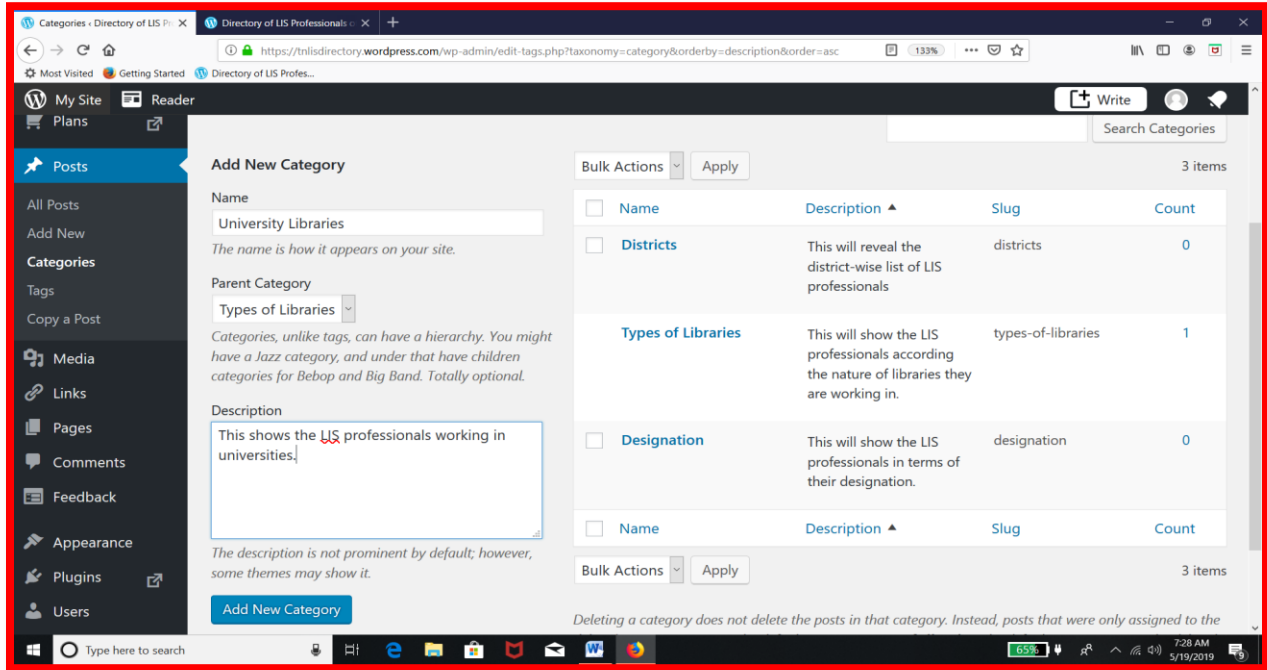 Categories ‹ Directory of LIS Pr
Directory of LIS Professionals o
https://tnlisdirectory.wordpress.com/wp-admin/edit-tags.php?taxonomy=category&orderby=description&order=asc
133%
Most Visited
Getting Started
Directory of LIS Profes...
My Site
Reader
Write
Plans
Search Categories
Posts
All Posts
Add New
Categories
Tags
Copy a Post
Media
Links
Pages
Comments
Feedback
Appearance
Plugins
Users
Add New Category
Name
University Libraries
The name is how it appears on your site.
Parent Category
Types of Libraries
Categories, unlike tags, can have a hierarchy. You might
have a Jazz category, and under that have children
categories for Bebop and Big Band. Totally optional.
Description
This shows the LIS professionals working in
universities.
The description is not prominent by default; however,
some themes may show it.
Add New Category
Bulk Actions
Apply
3 items
Name Description Slug Count
Districts
This will reveal the
district-wise list of LIS
professionals
districts
0
Types of Libraries
This will show the LIS
professionals according
the nature of libraries they
are working in.
types-of-libraries
1
Designation
This will show the LIS
professionals in terms of
their designation.
designation
0
Name Description Slug Count
Bulk Actions
Apply
3 items
Deleting a category does not delete the posts in that category. Instead, posts that were only assigned to the
Type here to search
65%
7:28 AM
5/19/2019
9